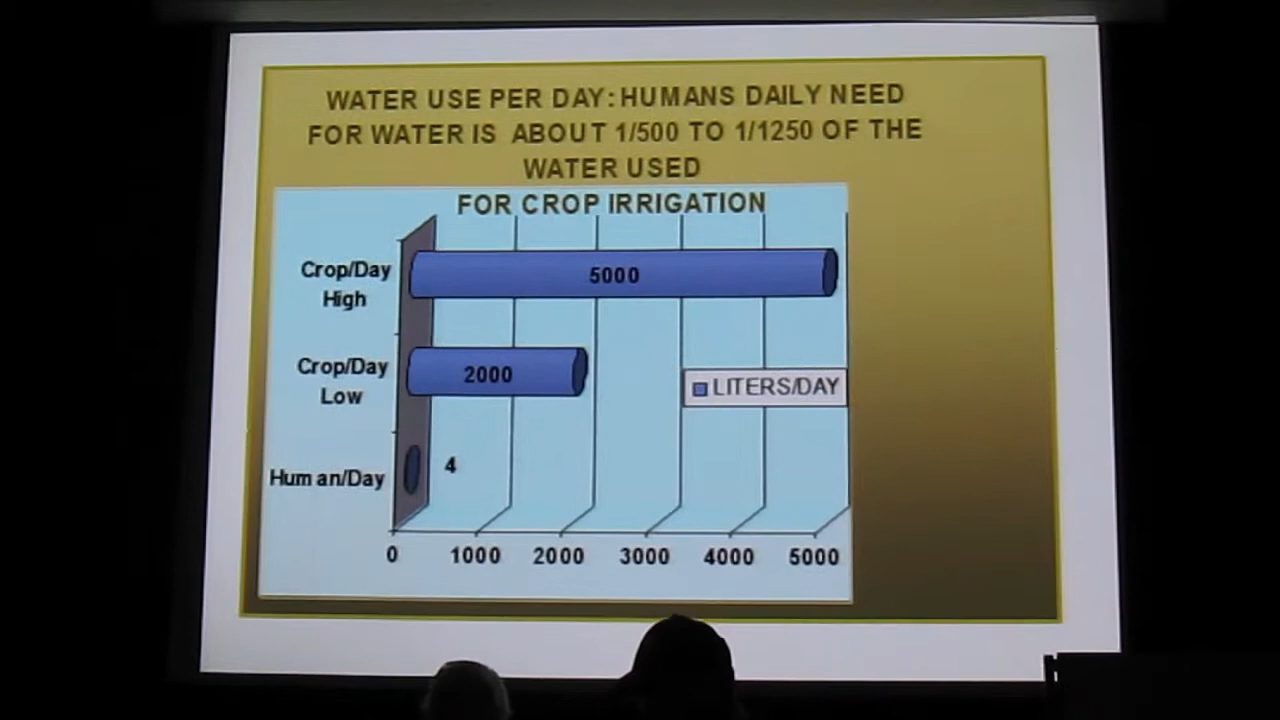 WATER USE PER DAY: HUMANS DAILY NEED
FOR WATER IS ABOUT 1/500 TO 1/1250 OF THE
WATER USED
FOR CROP IRRIGATION
Crop/Day
High
5000
Crop/Day
Low
2000
LITERS/DAY
Human/Day
4
0 1000 2000 3000 4000 5000